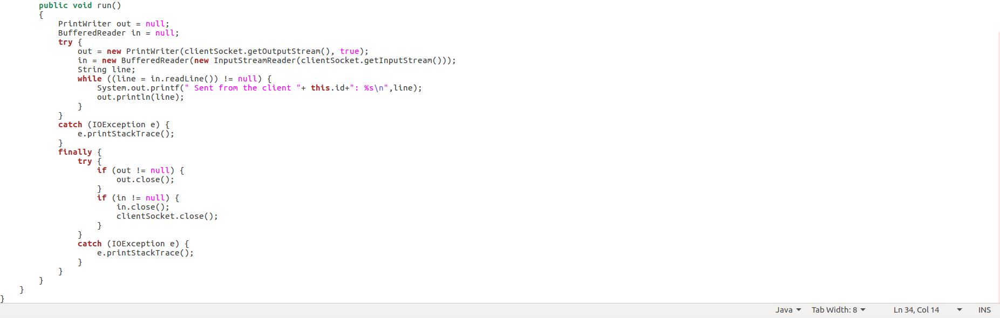 public void run()
        {
            PrintWriter out = null;
            BufferedReader in = null;
            try {
                out = new PrintWriter(clientSocket.getOutputStream(), true);
                in = new BufferedReader(new InputStreamReader(clientSocket.getInputStream()));
                String line;
                while ((line = in.readLine()) != null) {
                    System.out.printf(" Sent from the client "+ this.id+": %s\n",line);
                    out.println(line);
                }
            }
            catch (IOException e) {
                e.printStackTrace();
            }
            finally {
                try {
                    if (out != null) {
                        out.close();
                    }
                    if (in != null) {
                        in.close();
                        clientSocket.close();
                    }
                }
                catch (IOException e) {
                    e.printStackTrace();
                }
            }
        }
    }
}
Java Tab Width: 8 Ln 34, Col 14 INS